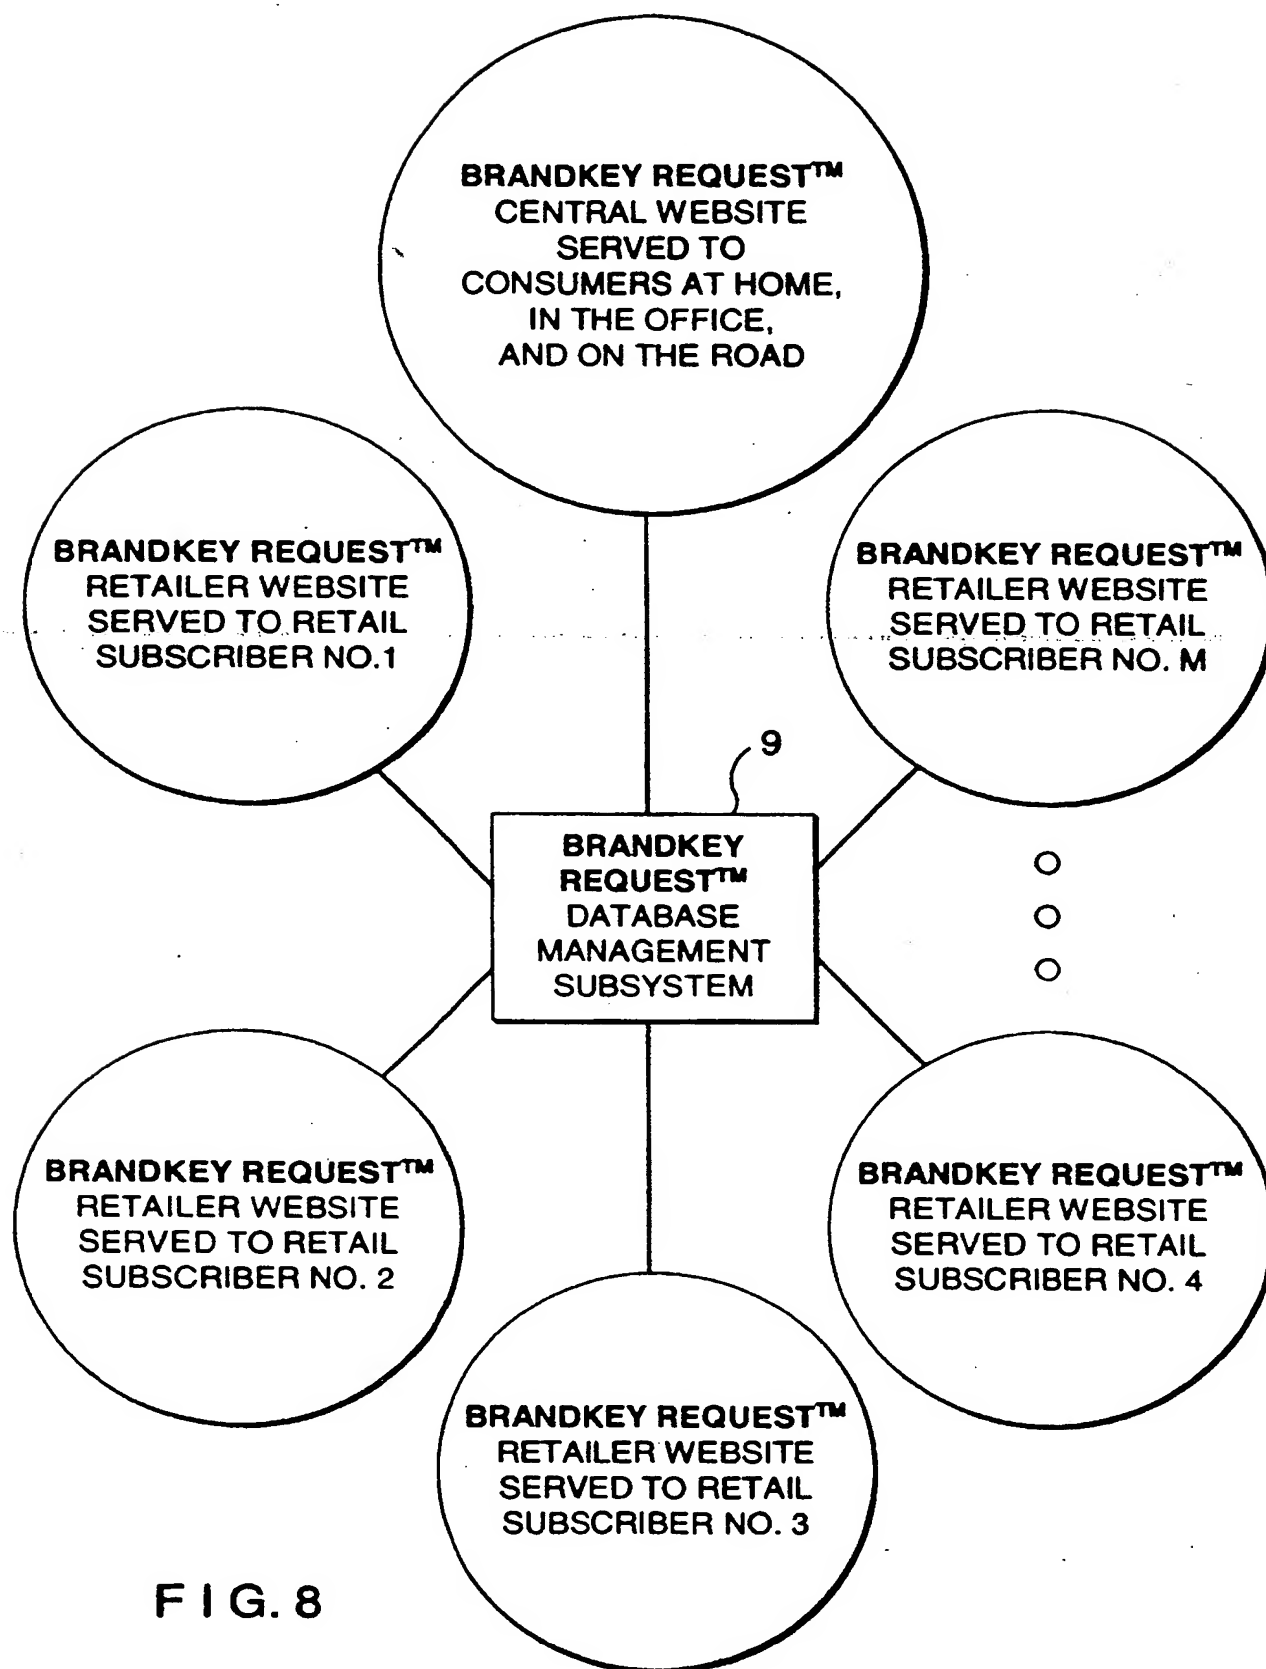 BRANDKEY REQUEST™
CENTRAL WEBSITE
SERVED TO
CONSUMERS AT HOME,
IN THE OFFICE,
AND ON THE ROAD
BRANDKEY REQUEST™
RETAILER WEBSITE
SERVED TO RETAIL
SUBSCRIBER NO.1
BRANDKEY REQUEST™
RETAILER WEBSITE
SERVED TO RETAIL
SUBSCRIBER NO. M
9
BRANDKEY
REQUEST™
DATABASE
MANAGEMENT
SUBSYSTEM
BRANDKEY REQUEST™
RETAILER WEBSITE
SERVED TO RETAIL
SUBSCRIBER NO. 2
BRANDKEY REQUEST™
RETAILER WEBSITE
SERVED TO RETAIL
SUBSCRIBER NO. 4
BRANDKEY REQUEST™
RETAILER WEBSITE
SERVED TO RETAIL
SUBSCRIBER NO. 3
FIG. 8